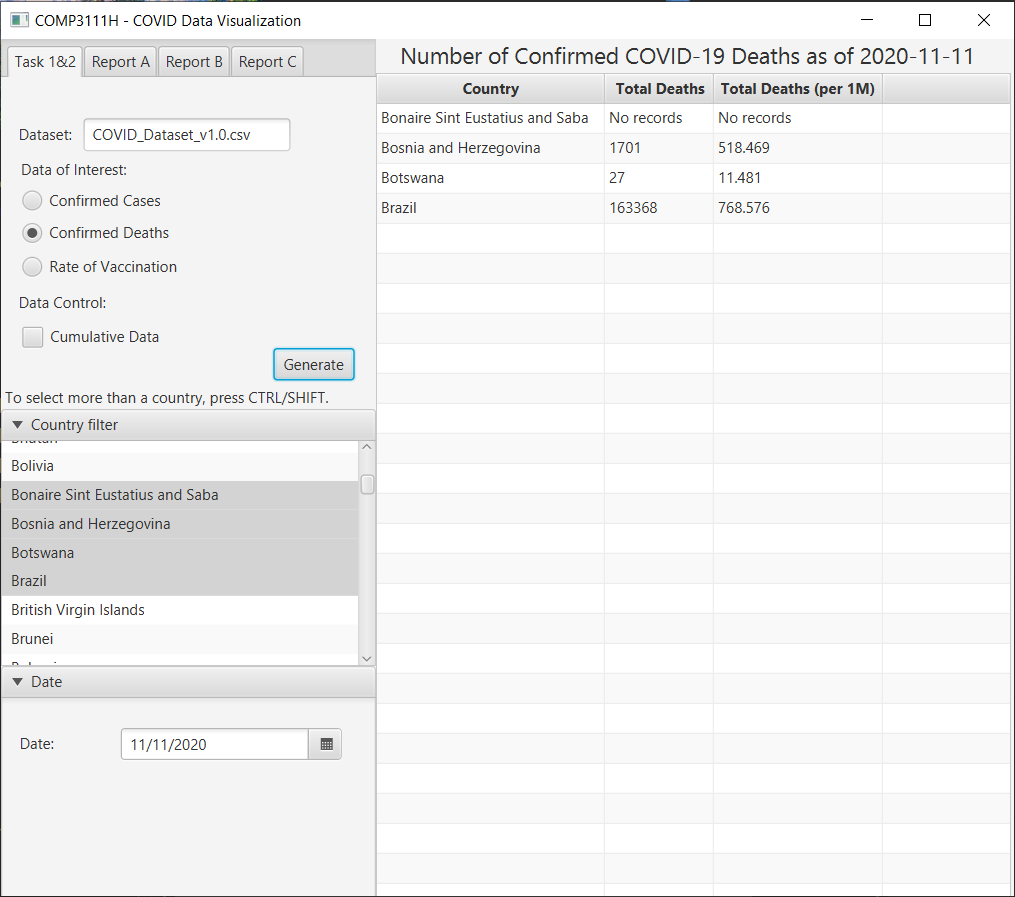 COMP3111H - COVID Data Visualization
Task 1&2 Report A Report B Report C
Dataset: COVID_Dataset_v1.0.csv
Data of Interest:
Confirmed Cases
Confirmed Deaths
Rate of Vaccination
Data Control:
Cumulative Data
Generate
To select more than a country, press CTRL/SHIFT.
Country filter
Bhutan
Bolivia
Bonaire Sint Eustatius and Saba
Bosnia and Herzegovina
Botswana
Brazil
British Virgin Islands
Brunei
Date
Date: 11/11/2020
Number of Confirmed COVID-19 Deaths as of 2020-11-11
Country Total Deaths Total Deaths (per 1M)
Bonaire Sint Eustatius and Saba No records No records
Bosnia and Herzegovina 1701 518.469
Botswana 27 11.481
Brazil 163368 768.576